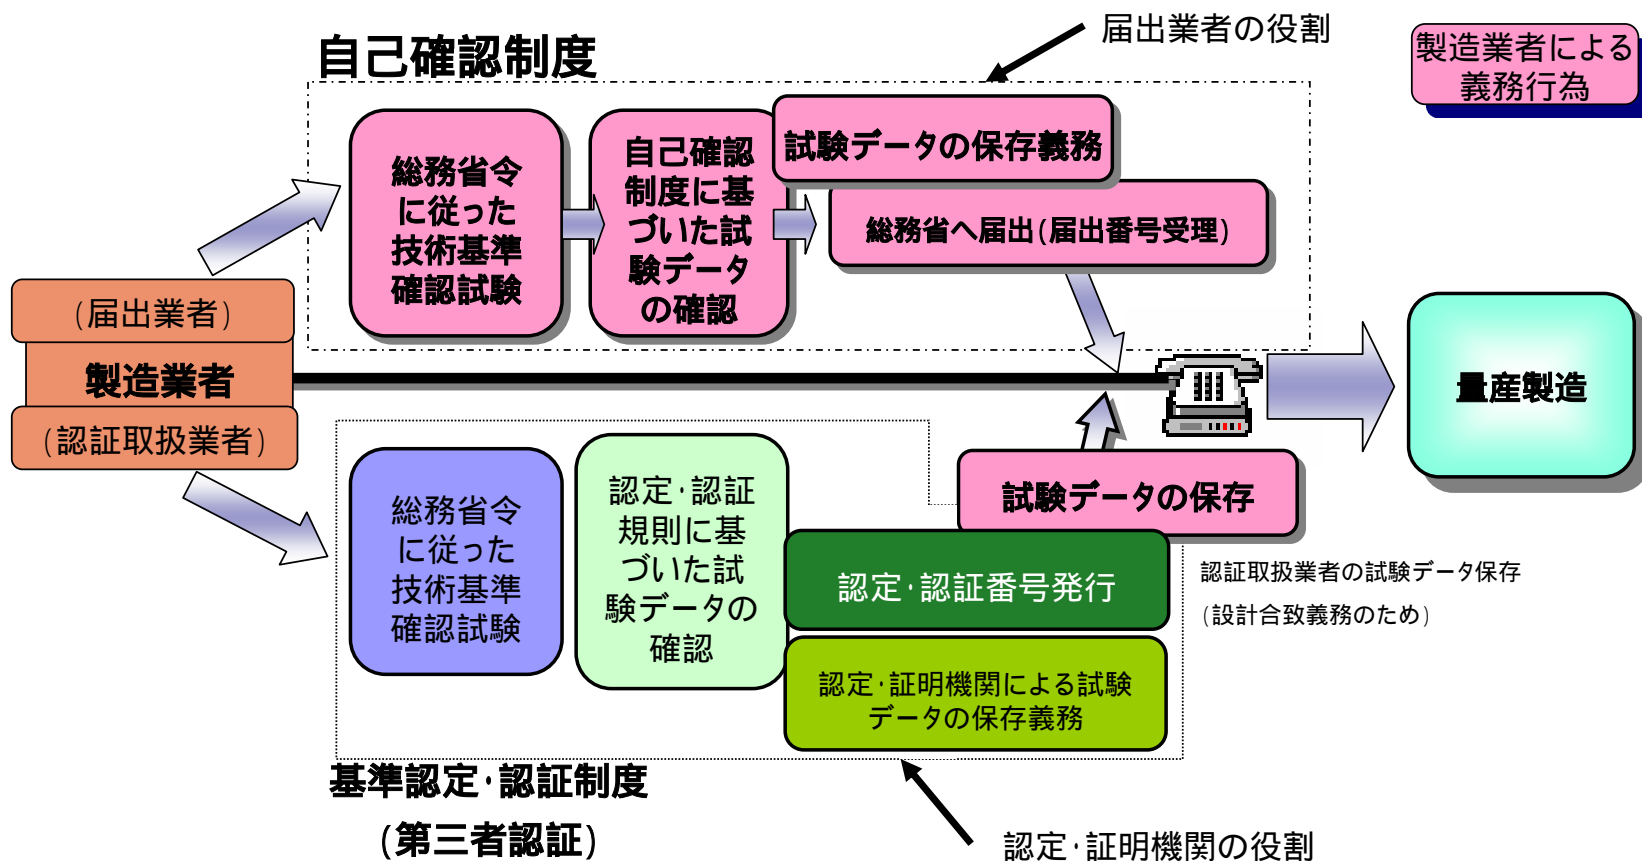 届出業者の役割
製造業者による
義務行為
自己確認制度
総務省令
に従った
技術基準
確認試験
自己確認
制度に基
づいた試
験データ
の確認
試験データの保存義務
総務省へ届出(届出番号受理)
(届出業者)
製造業者
(認証取扱業者)
量産製造
総務省令
に従った
技術基準
確認試験
認定・認証
規則に基
づいた試
験データの
確認
試験データの保存
認定・認証番号発行
認定・証明機関による試験
データの保存義務
認証取扱業者の試験データ保存
(設計合致義務のため)
基準認定・認証制度
(第三者認証)
認定・証明機関の役割